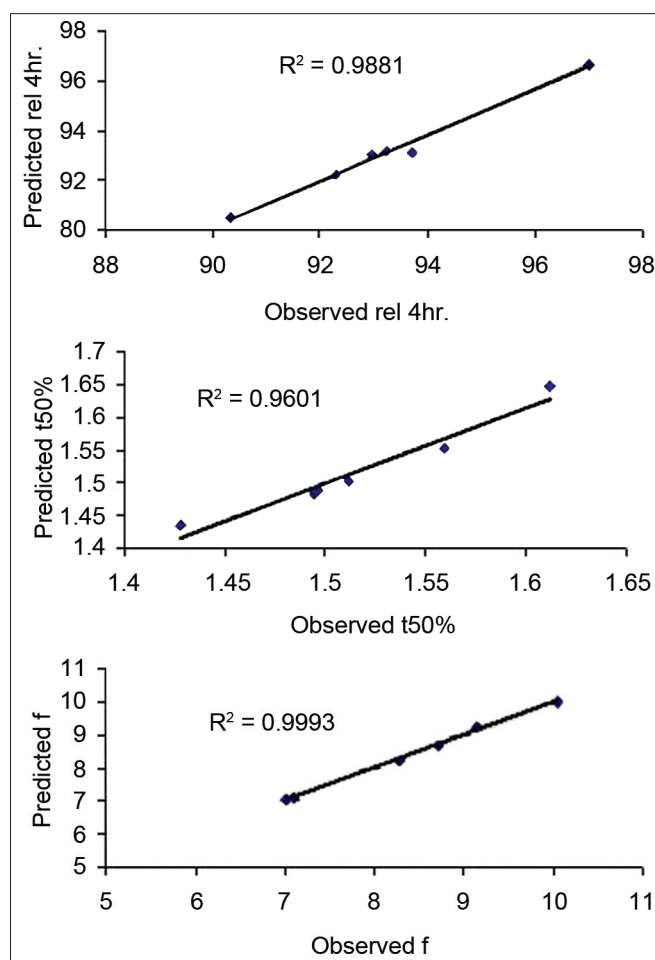 98
96
94
92
80
Predicted rel 4hr.
R² = 0.9881
88 90 92 94 96 98
Observed rel 4hr.
1.7
1.65
1.6
1.55
1.5
1.45
1.4
Predicted t50%
R² = 0.9601
1.4 1.45 1.5 1.55 1.6 1.65
Observed t50%
11
10
9
8
7
6
5
Predicted f
R² = 0.9993
5 6 7 8 9 10 11
Observed f